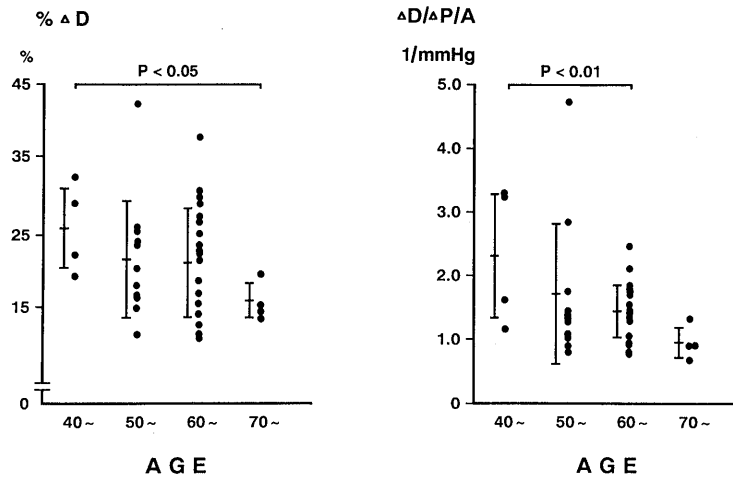 % △ D
%
P < 0.05
45
35
25
15
0
40 ~ 50 ~ 60 ~ 70 ~
A G E
△D/△P/A
1/mmHg
P < 0.01
5.0
4.0
3.0
2.0
1.0
0
40 ~ 50 ~ 60 ~ 70 ~
A G E